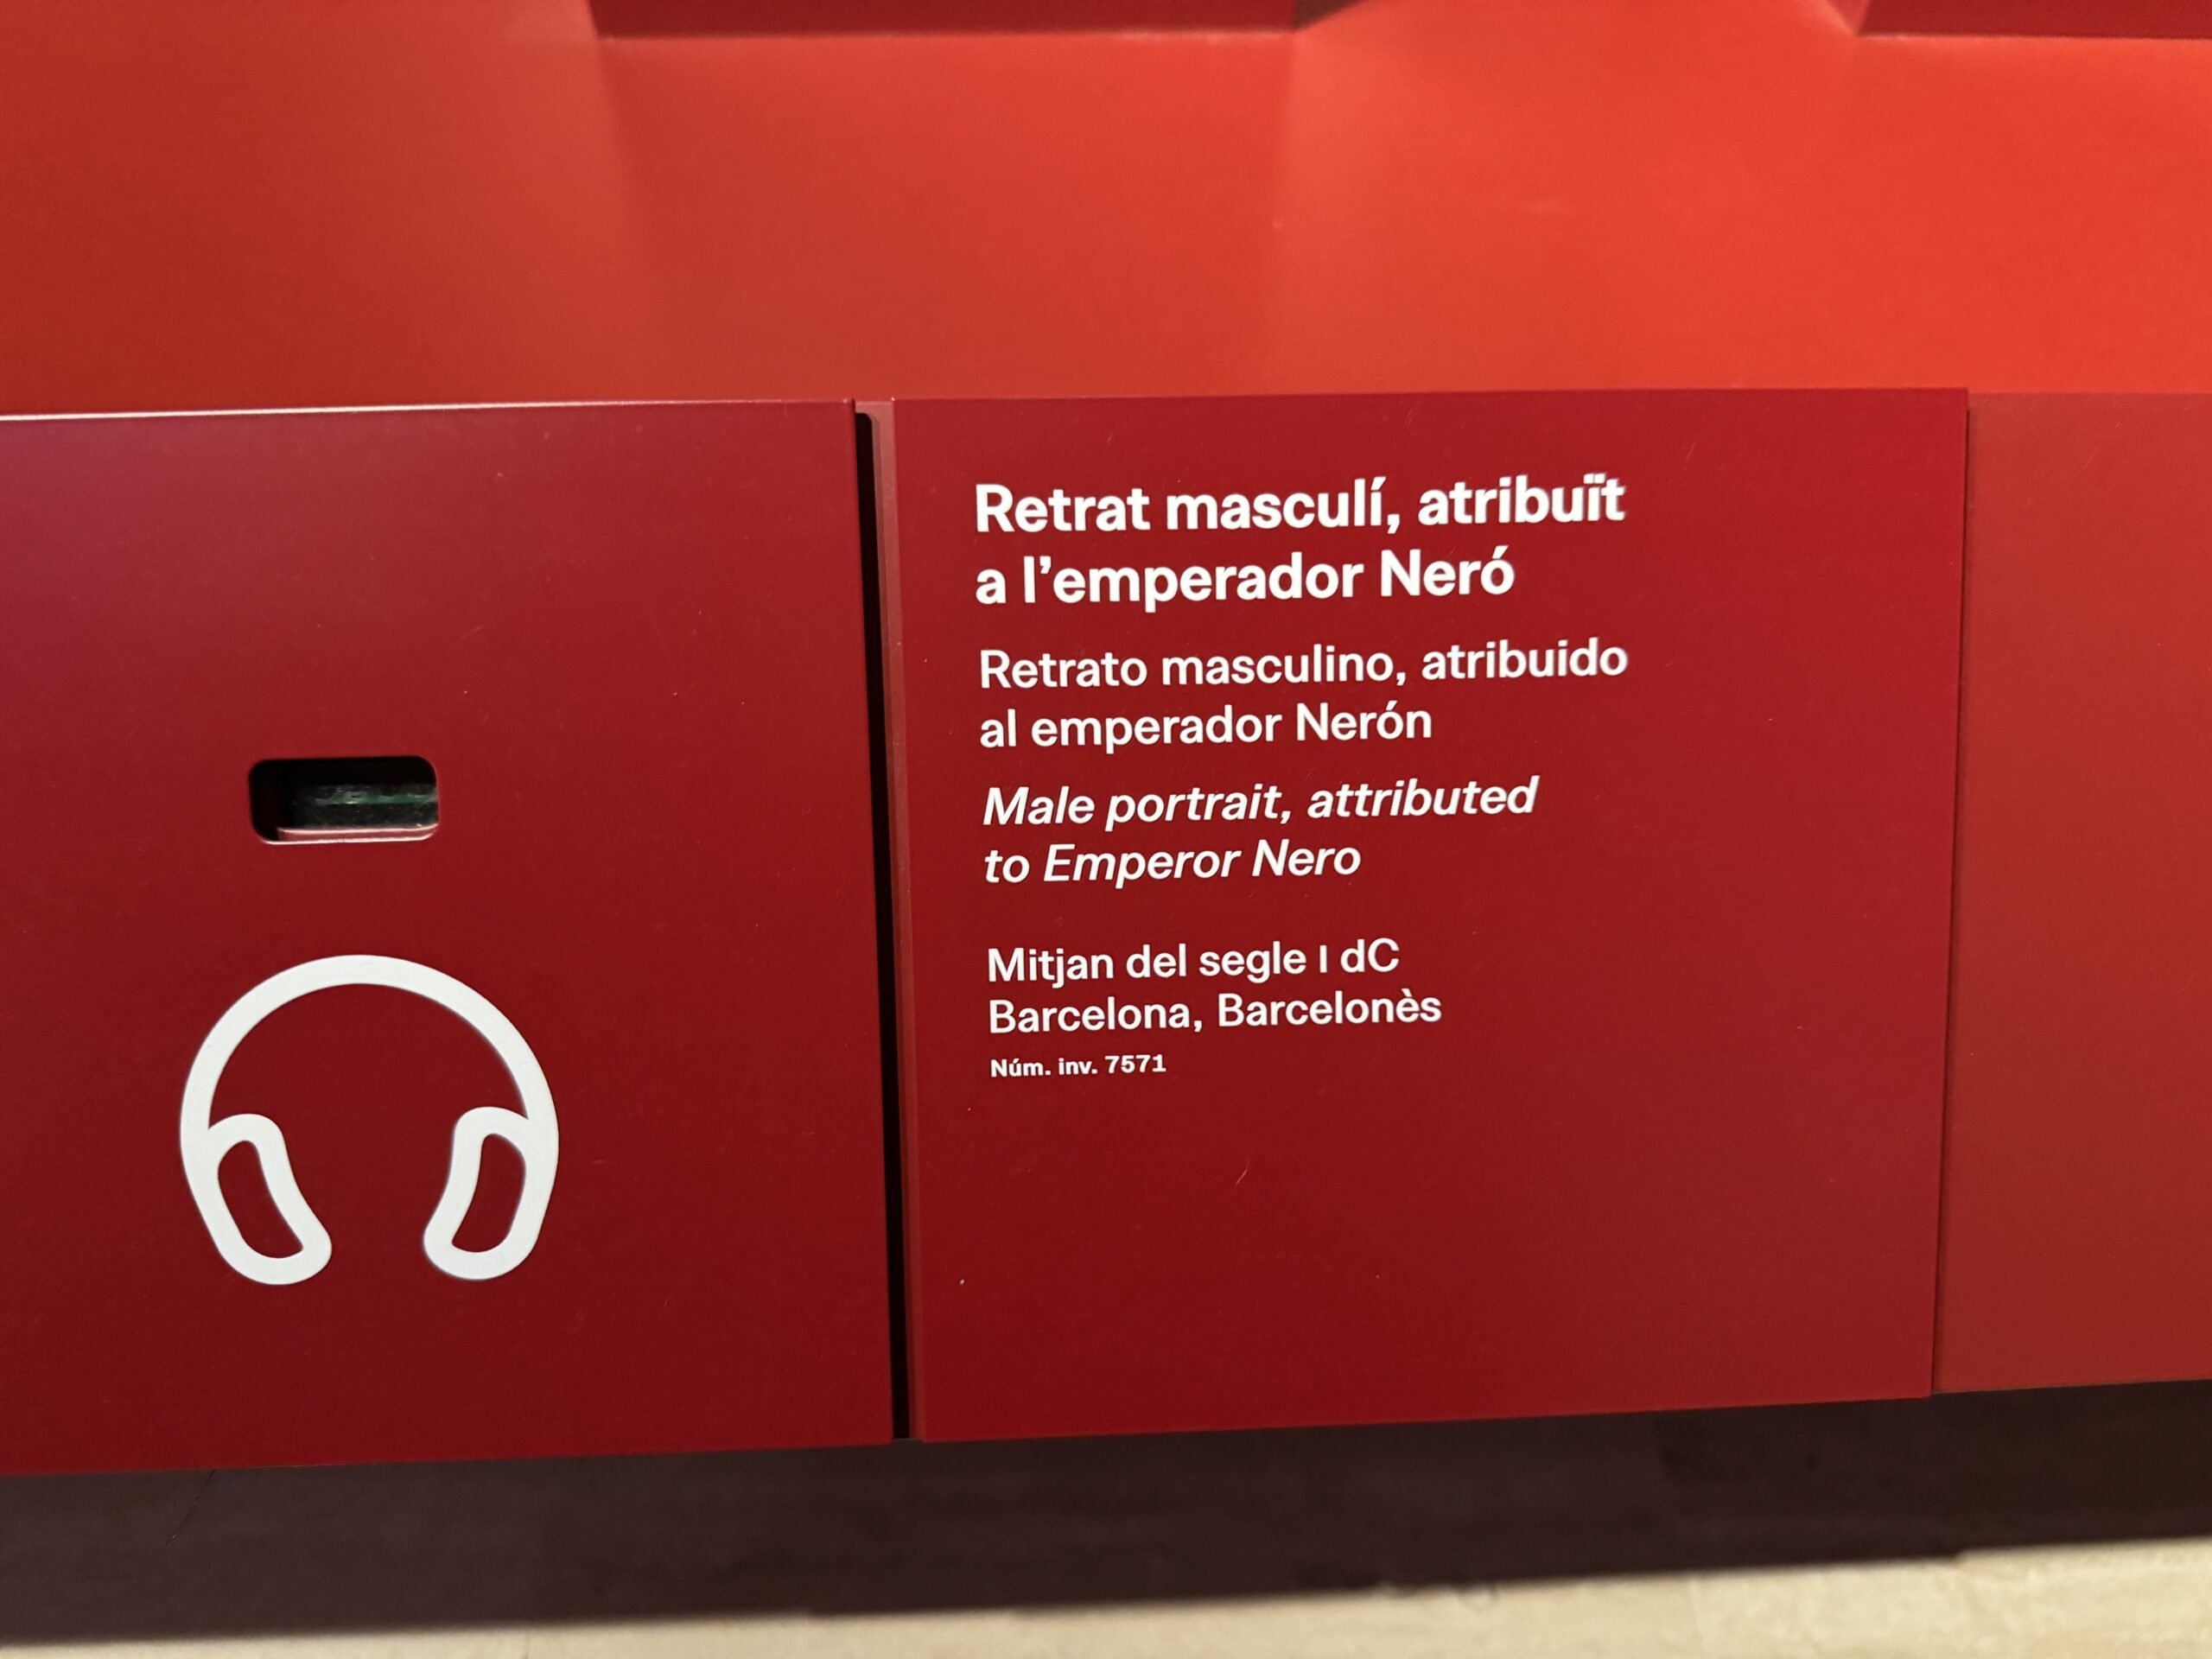 Retrat masculí, atribuït
a l’emperador Neró
Retrato masculino, atribuido
al emperador Nerón
Male portrait, attributed
to Emperor Nero
Mitjan del segle I dC
Barcelona, Barcelonès
Núm. inv. 7571